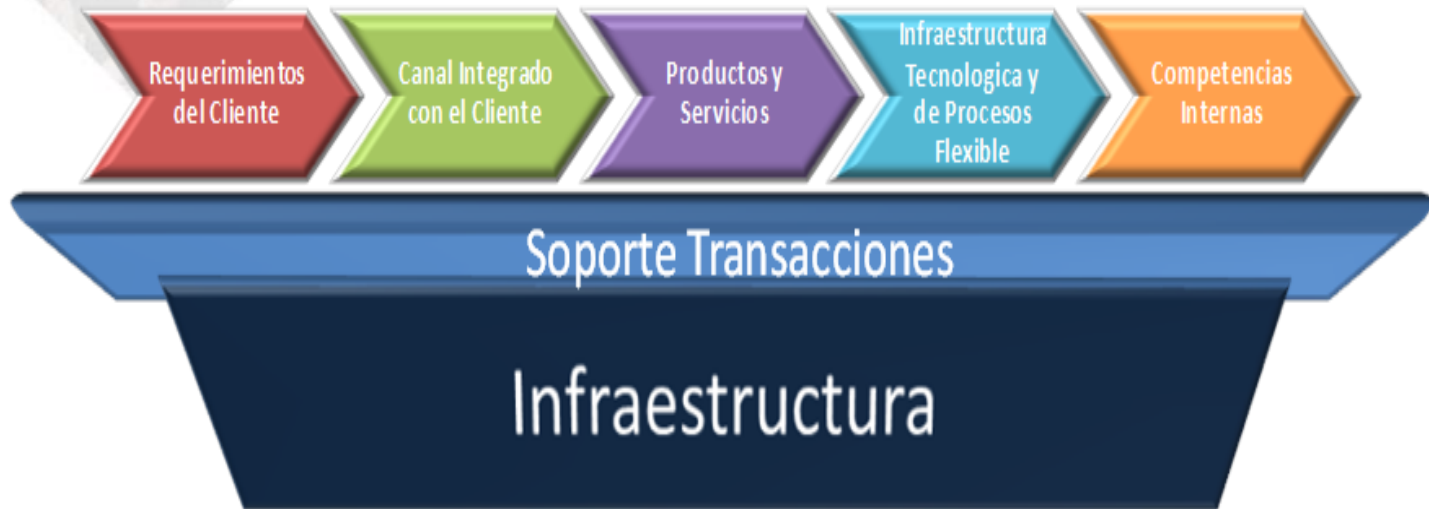 Requerimientos
del Cliente
Canal Integrado
con el Cliente
Productos y
Servicios
Infraestructura
Tecnologica y
de Procesos
Flexible
Competencias
Internas
Soporte Transacciones
Infraestructura